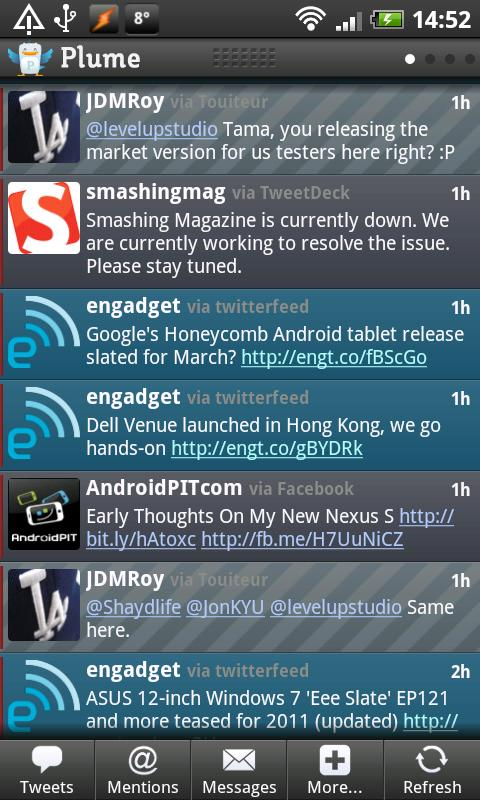 8° 14:52
Plume
JDMRoy via Touiteur 1h
@levelupstudio Tama, you releasing the
market version for us testers here right? :P
smashingmag via TweetDeck 1h
Smashing Magazine is currently down. We
are currently working to resolve the issue.
Please stay tuned.
engadget via twitterfeed 1h
Google's Honeycomb Android tablet release
slated for March? http://engt.co/fBScGo
engadget via twitterfeed 1h
Dell Venue launched in Hong Kong, we go
hands-on http://engt.co/gBYDRk
AndroidPIT
AndroidPITcom via Facebook 1h
Early Thoughts On My New Nexus S http://
bit.ly/hAtoxc http://fb.me/H7UuNiCZ
JDMRoy via Touiteur 1h
@Shaydlife @JonKYU @levelupstudio Same
here.
engadget via twitterfeed 2h
ASUS 12-inch Windows 7 'Eee Slate' EP121
and more teased for 2011 (updated) http://
Tweets Mentions Messages More... Refresh